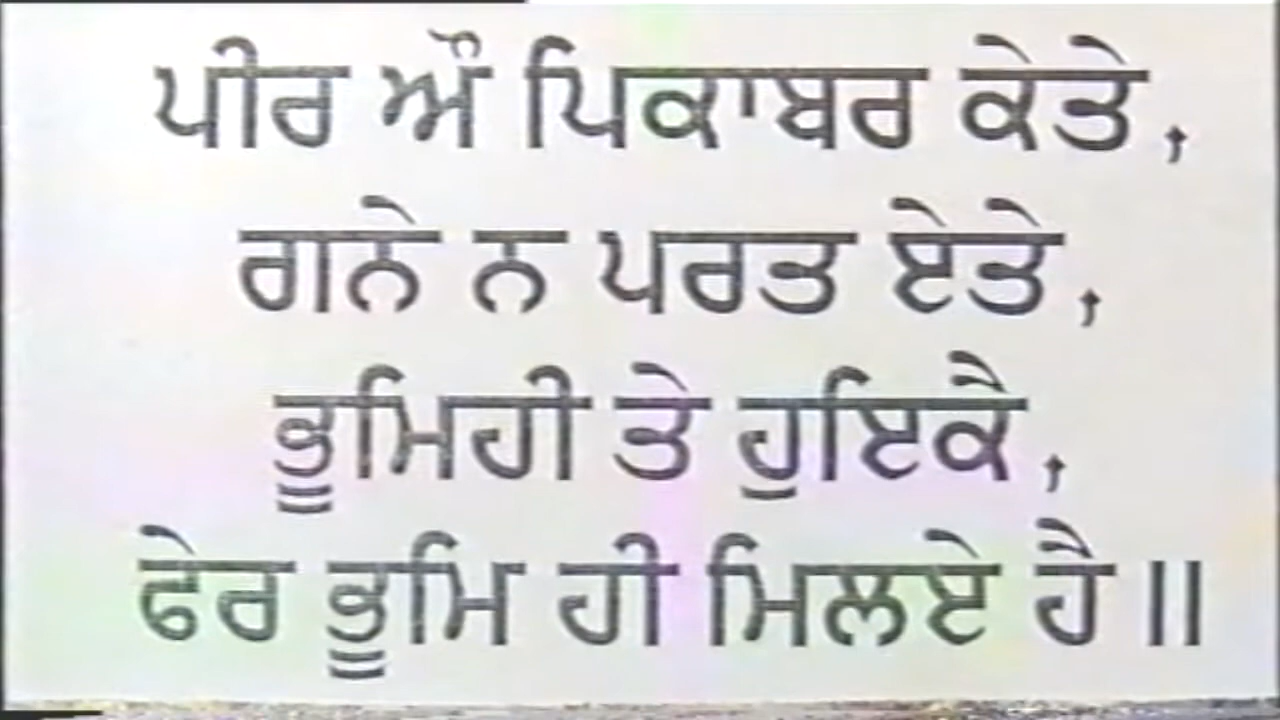 ਪੀਰ ਔ ਪਿਕਾਬਰ ਕੇਤੇ,
ਗਨੇ ਨ ਪਰਤ ਏਤੇ,
ਭੂਮਿਹੀ ਤੇ ਹੁਇਕੈ,
ਫੇਰ ਭੂਮਿ ਹੀ ਮਿਲਏ ਹੈ॥